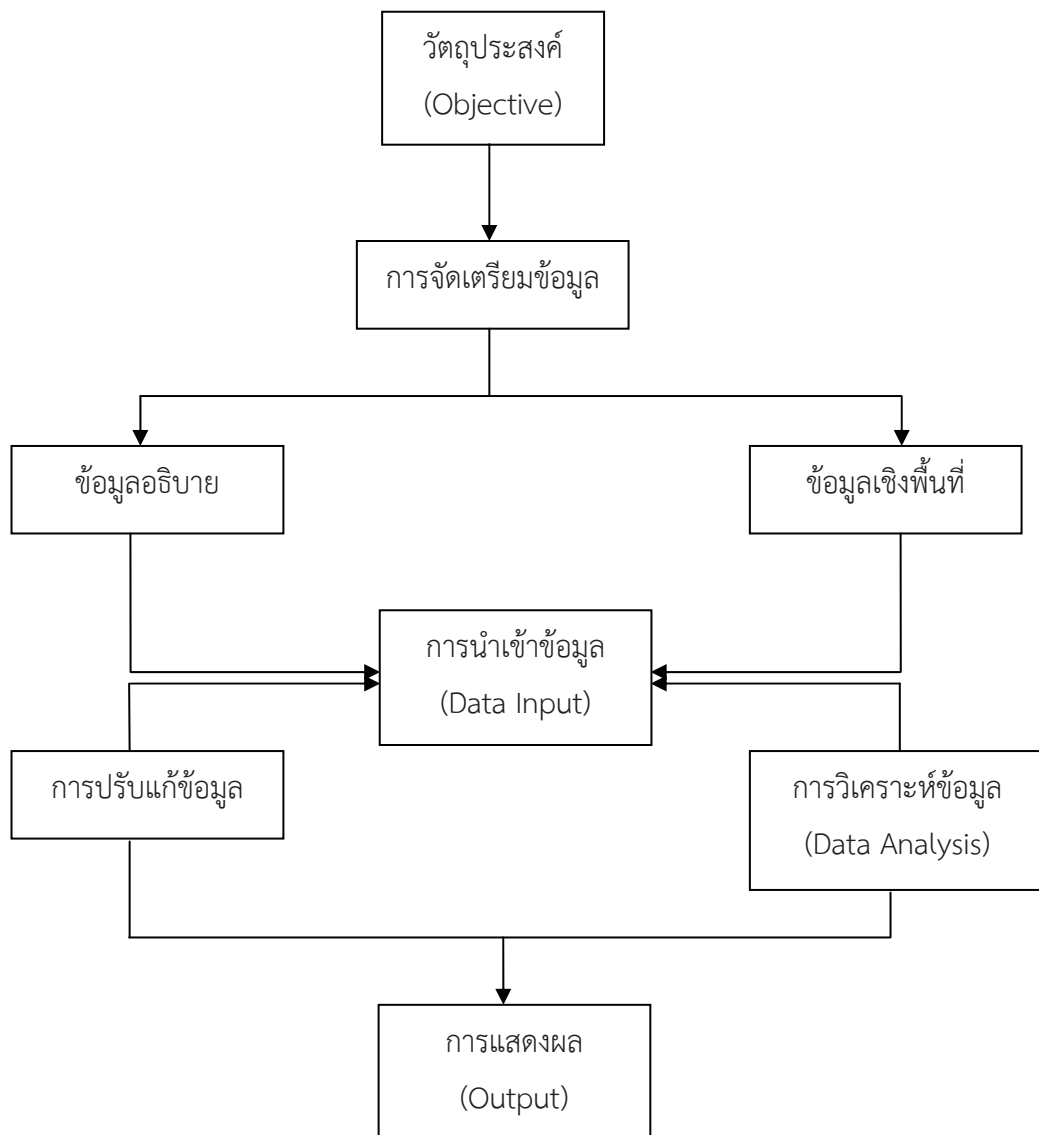 วัตถุประสงค์
(Objective)
การจัดเตรียมข้อมูล
ข้อมูลอธิบาย
ข้อมูลเชิงพื้นที่
การนำเข้าข้อมูล
(Data Input)
การปรับแก้ข้อมูล
การวิเคราะห์ข้อมูล
(Data Analysis)
การแสดงผล
(Output)